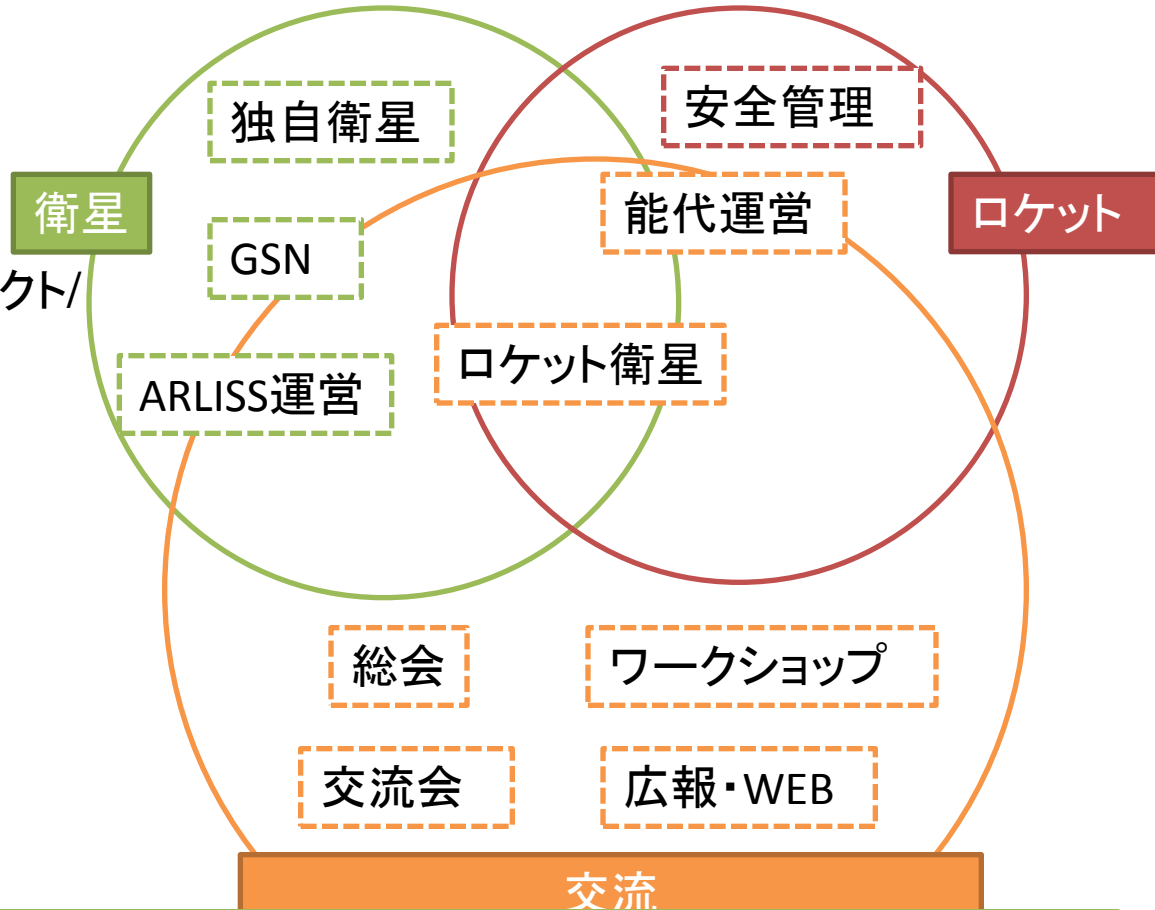 独自衛星
安全管理
衛星
能代運営
ロケット
GSN
クト/
ロケット衛星
ARLISS運営
総会
ワークショップ
交流会
広報・WEB
交流